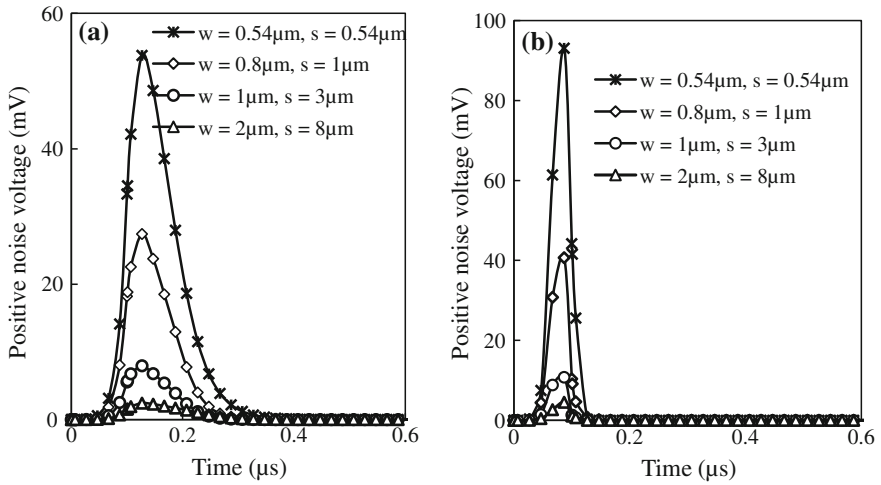 (a)
w = 0.54µm, s = 0.54µm
w = 0.8µm, s = 1µm
w = 1µm, s = 3µm
w = 2µm, s = 8µm
Positive noise voltage (mV)
60
40
20
0
0
0.2
0.4
0.6
Time (µs)
(b)
w = 0.54µm, s = 0.54µm
w = 0.8µm, s = 1µm
w = 1µm, s = 3µm
w = 2µm, s = 8µm
Positive noise voltage (mV)
100
80
60
40
20
0
0
0.2
0.4
0.6
Time (µs)